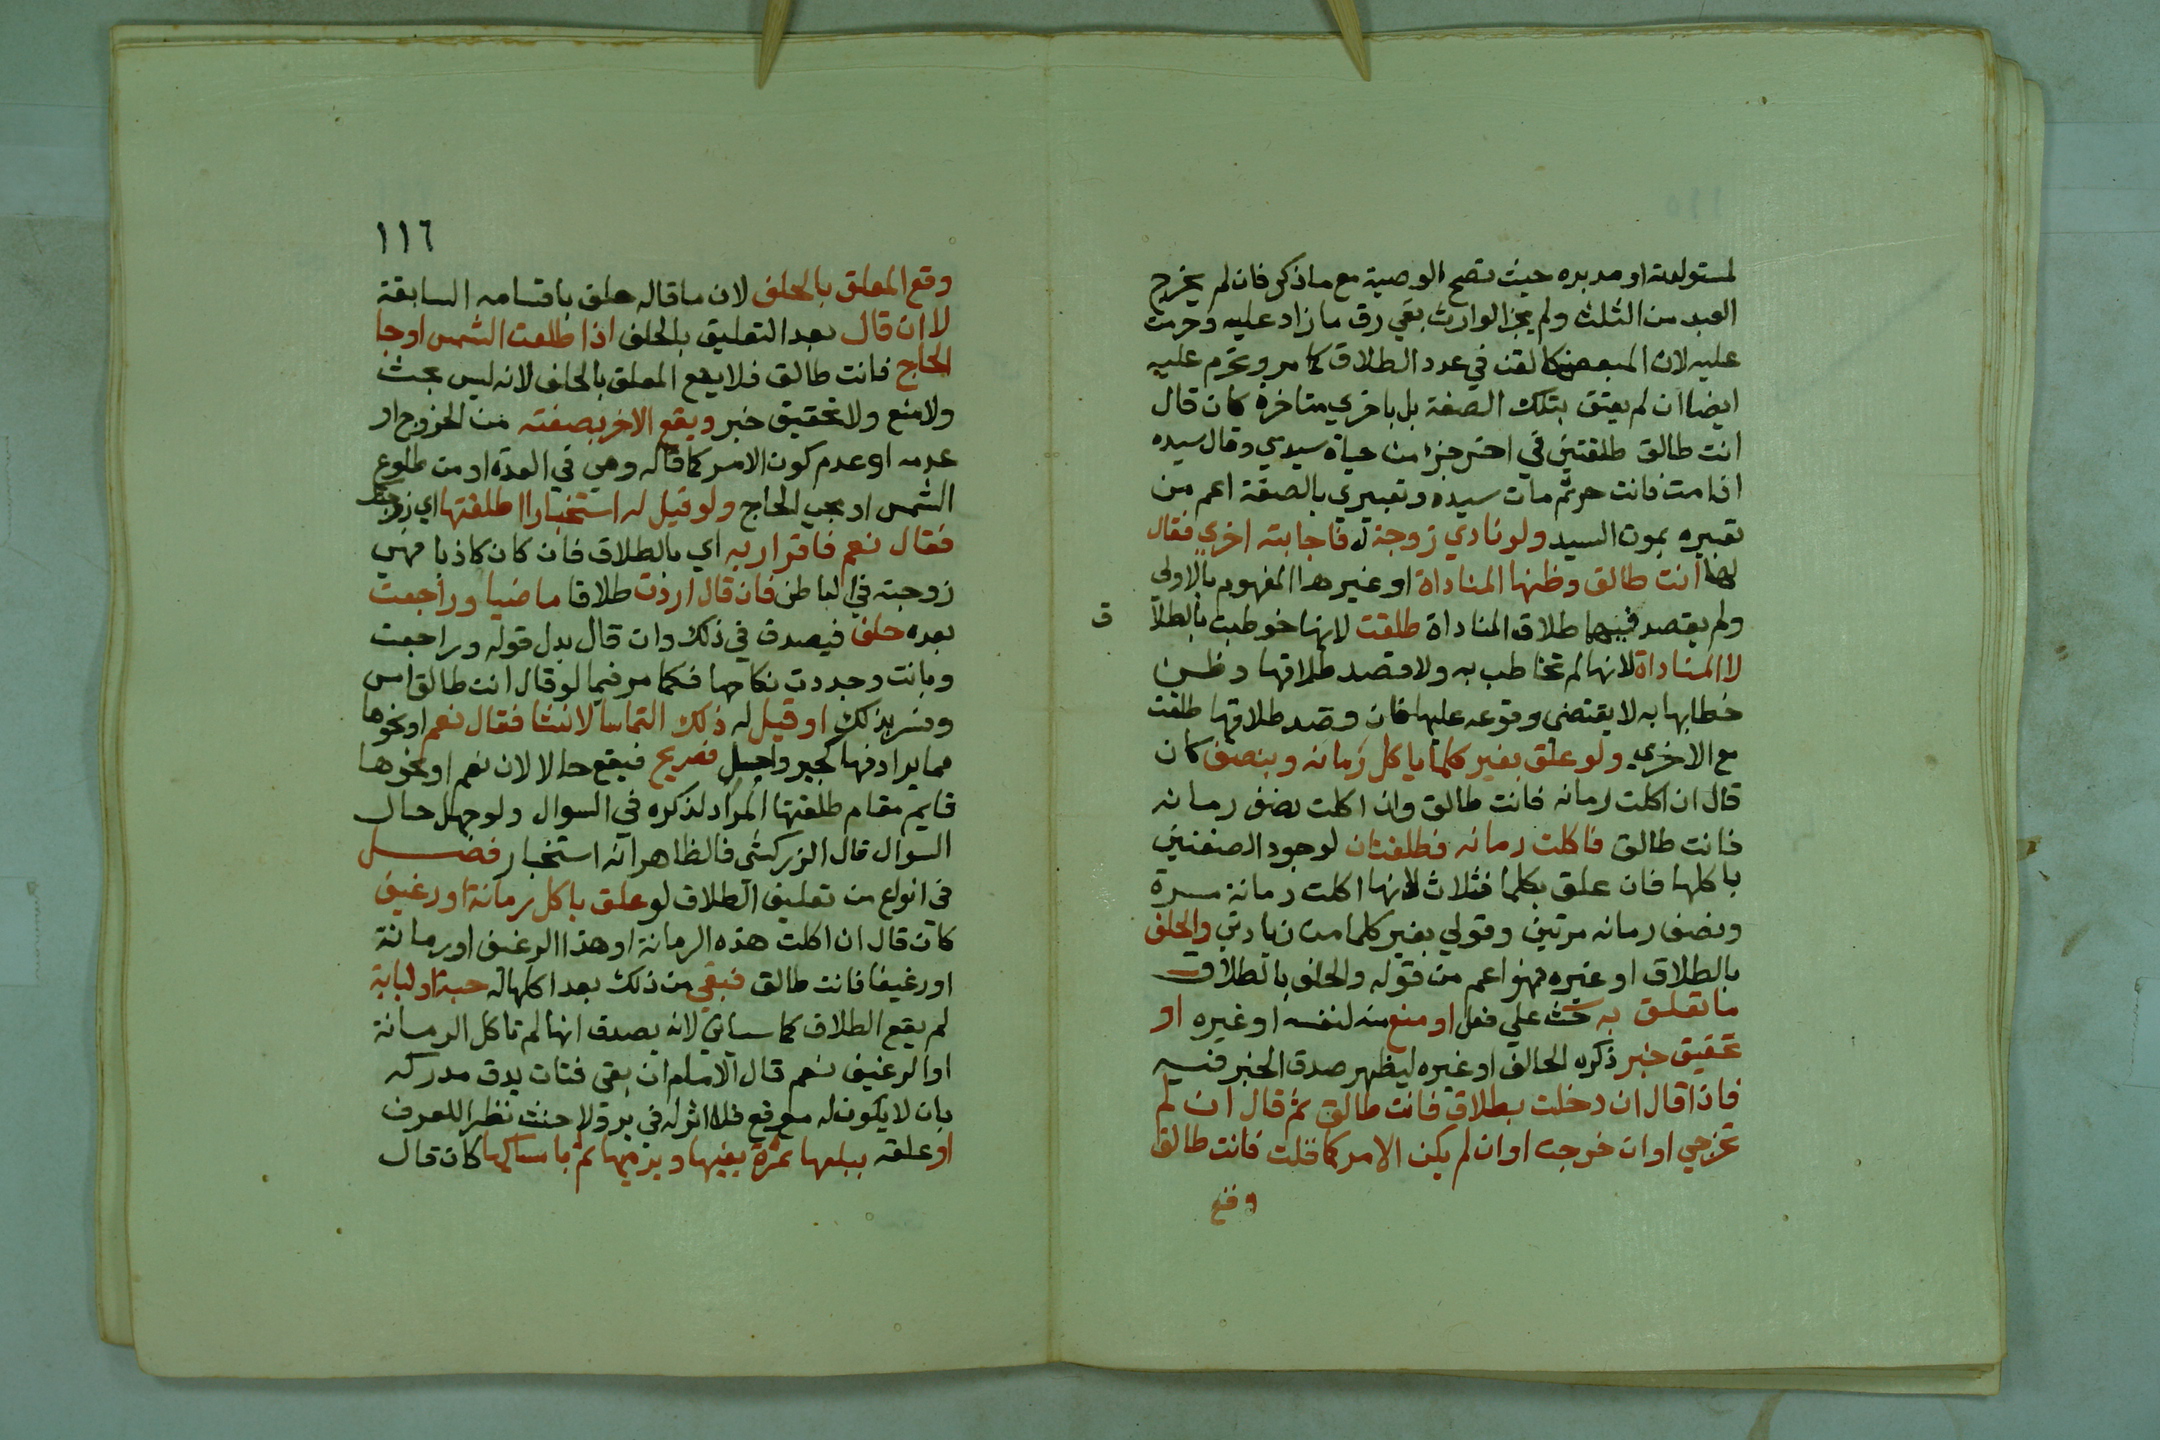 لمستولدته او مدبره حيث تصح الوصية مع ما ذكر فان لم يخرج
العبد من الثلث ولم يجز الوارث بقي رق ما زاد عليه وحرمت
عليه لان المبعض كالقن في عدد الطلاق كما مر وتحرم عليه
ايضا ان لم يعتق بتلك الصفة بل باخري متاخرة كان قال
انت طالق طلقتين في اخر جزء من حياة سيدي وقال سيده
اذا مت فانت حر ثم مات سيده وتعبيري بالصفة اعم من
تعبيره بموت السيد ولو نادي زوجة له فاجابته اخري فقال
لها انت طالق وظنها المناداة او غير هذا المفهوم بالاولي
ولم يقصد فيهما طلاق المناداة طلقت لانها خوطبت بالطلا
ق
لا المناداة لانها لم تخاطب به ولا قصد طلاقها وظن
خطابها به لا يقتضي وقوعه عليها فان قصد طلاقها طلقت
مع الاخري ولو علق بغير كلما باكل رمانه وبنصف كان
قال ان اكلت رمانه فانت طالق وان اكلت نصف رمانه
فانت طالق فاكلت رمانه فطلقتان لوجود الصفتين
باكلها فان علق بكلما فثلاث لانها اكلت رمانة مرة
ونصف رمانه مرتين وقولي بغير كلما من زيادتي والحلف
بالطلاق او غيره فهو اعم من قوله والحلف بالطلاق
ما تعلق به حث علي فعل او منع منه لنفسه او غيره او
تحقيق خبر ذكره الحالف او غيره ليظهر صدق الخبر فيه
فاذا قال ان حلفت بطلاق فانت طالق ثم قال ان لم
تخرجي او ان خرجت او ان لم يكن الامر كما قلت فانت طالق
وقع
١١٦
وقع المعلق بالحلف لان ما قاله حلف باقسامه السابقة
لا ان قال بعد التعليق بالحلف اذا طلعت الشمس او جا
الحاج فانت طالق فلا يقع المعلق بالحلف لانه ليس بحث
ولا منع ولا تحقيق خبر ويقع الاخر بصفته من الخروج او
عدمه او عدم كون الامر كما قاله وهي في العدة او من طلوع
الشمس او مجي الحاج ولو قيل له استخبارا اطلقتها اي زوجتك
فقال نعم فاقرار به اي بالطلاق فان كان كاذبا فهي
زوجته في الباطن فان قال اردت طلاقا ماضيا وراجعت
بعده حلف فيصدق في ذلك وان قال بدل قوله وراجعت
وبانت وجددت نكاحها فكما مر فيما لو قال انت طالق امس
وفسر بذلك او قيل له ذلك التماسا لانشا فقال نعم او نحوها
مما يرادفها كجير واجل فصريح فيقع حالا لان نعم او نحوها
قايم مقام طلقتها المراد لذكره في السوال ولو جهل حال
السوال قال الزركشي فالظاهر انه استخبار فصل
في انواع من تعليق الطلاق لو علق باكل رمانة او رغيف
كان قال ان اكلت هذه الرمانة او هذا الرغيف او رمانة
او رغيفا فانت طالق فبقي من ذلك بعد اكلها له حبة او لبابة
لم يقع الطلاق كما سياتي لانه يصدق انها لم تاكل الرمانة
او الرغيف نعم قال الامام ان بقي فتات يدق مدركه
بان لا يكون له موقع فلا اثر له في بر ولا حنث نظرا للعرف
او علقه ببلعها تمرة بفيها وبرميها ثم بامساكها كان قال